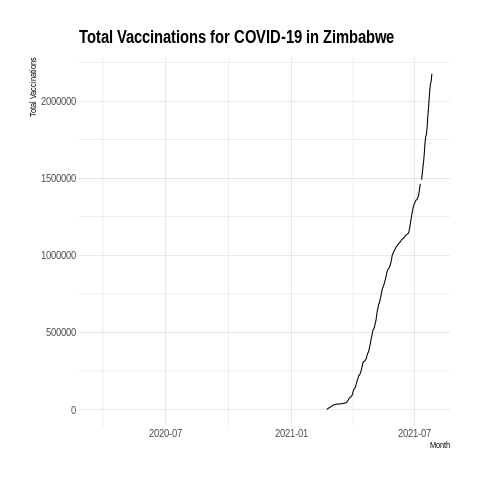 Total Vaccinations for COVID-19 in Zimbabwe
Total Vaccinations
2000000
1500000
1000000
500000
0
2020-07 2021-01 2021-07
Month